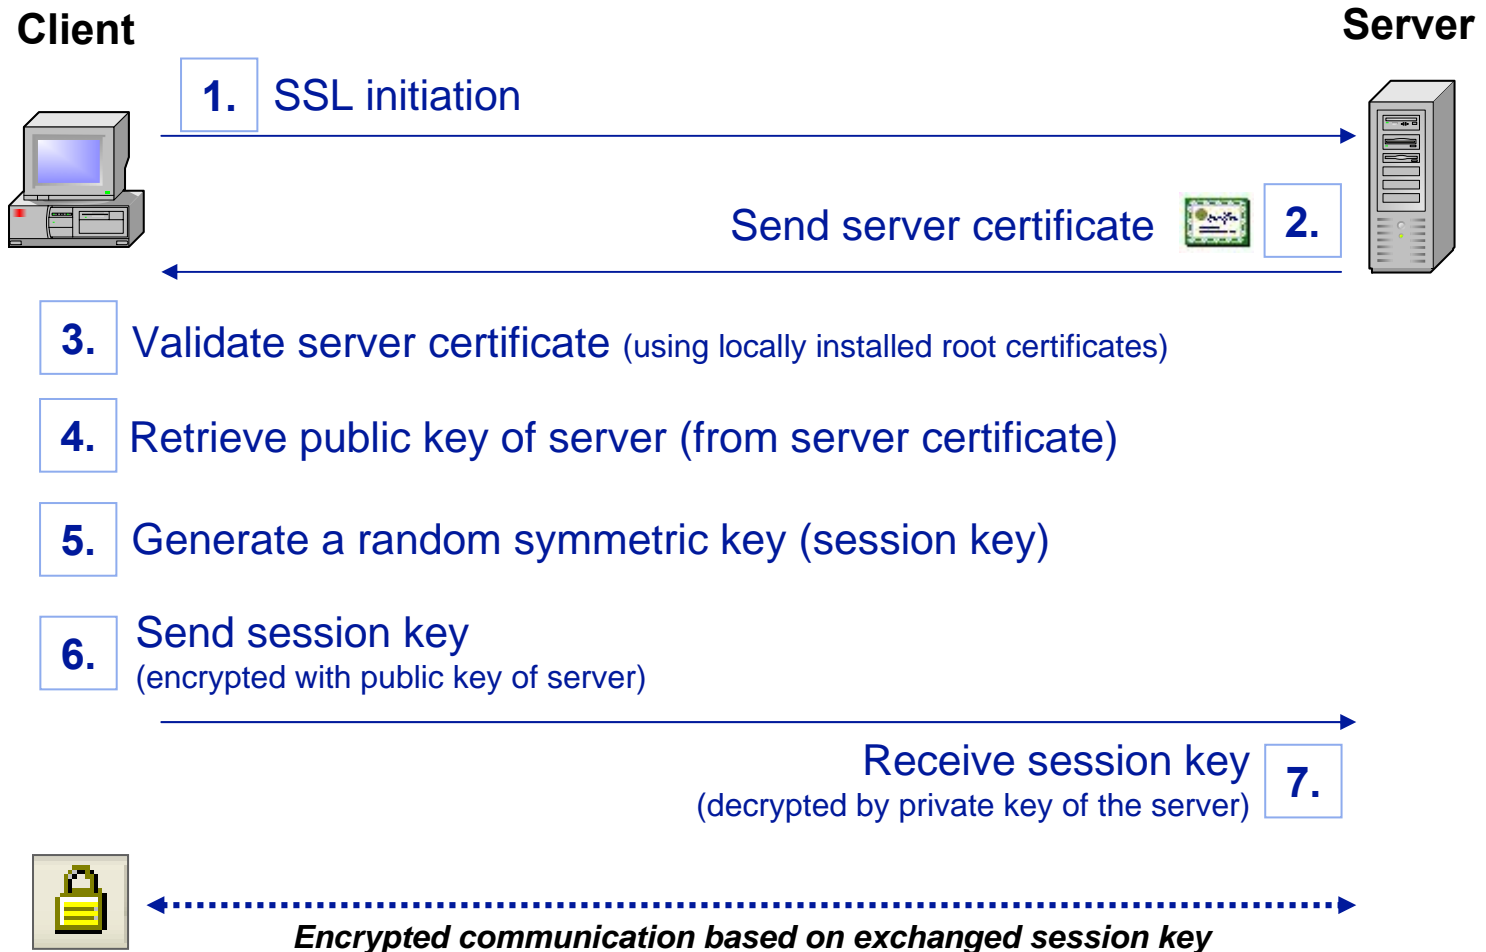 Client
Server
1. SSL initiation
Send server certificate 2.
3. Validate server certificate (using locally installed root certificates)
4. Retrieve public key of server (from server certificate)
5. Generate a random symmetric key (session key)
6. Send session key
(encrypted with public key of server)
Receive session key 7.
(decrypted by private key of the server)
Encrypted communication based on exchanged session key